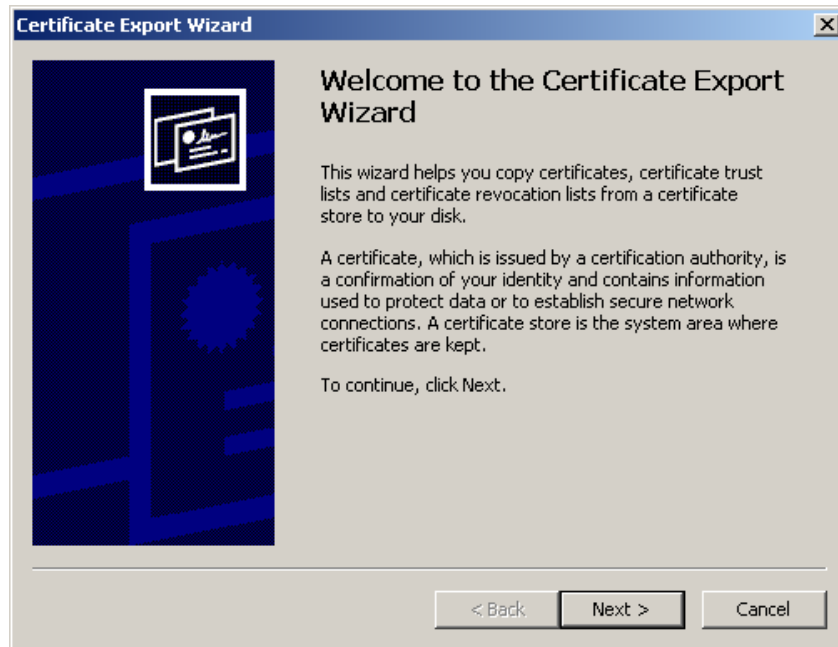 Certificate Export Wizard
Welcome to the Certificate Export
Wizard
This wizard helps you copy certificates, certificate trust
lists and certificate revocation lists from a certificate
store to your disk.
A certificate, which is issued by a certification authority, is
a confirmation of your identity and contains information
used to protect data or to establish secure network
connections. A certificate store is the system area where
certificates are kept.
To continue, click Next.
< Back
Next >
Cancel